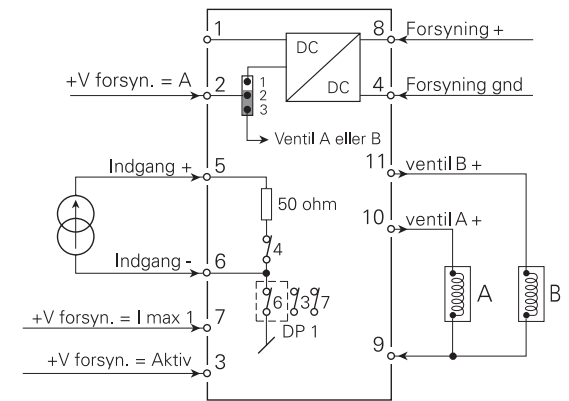 1
DC
DC
8
Forsyning +
+V forsyn. = A
2
1
2
3
4
Forsyning gnd
Ventil A eller B
Indgang +
5
50 ohm
4
11
ventil B +
10
ventil A +
Indgang -
6
6
3
7
DP 1
A
B
+V forsyn. = I max 1
7
+V forsyn. = Aktiv
3
9